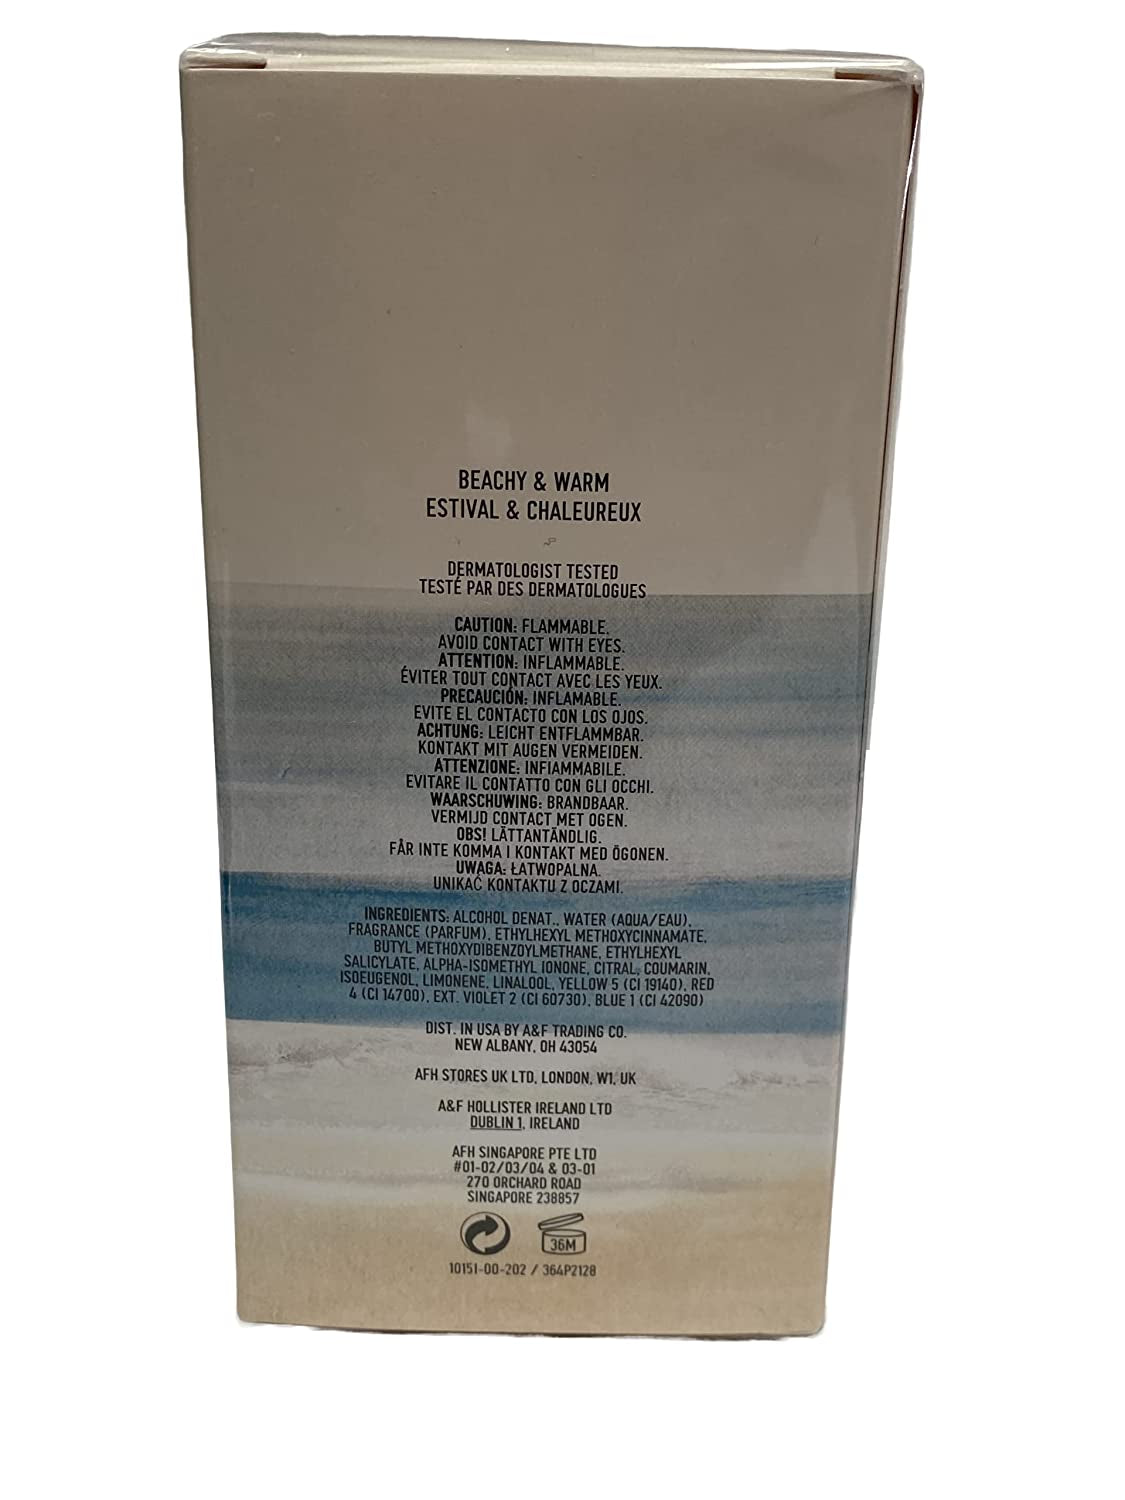 BEACHY & WARM
ESTIVAL & CHALEUREUX
DERMATOLOGIST TESTED
TESTÉ PAR DES DERMATOLOGUES
CAUTION: FLAMMABLE.
AVOID CONTACT WITH EYES.
ATTENTION: INFLAMMABLE.
ÉVITER TOUT CONTACT AVEC LES YEUX.
PRECAUCIÓN: INFLAMABLE.
EVITE EL CONTACTO CON LOS OJOS.
ACHTUNG: LEICHT ENTFLAMMBAR.
KONTAKT MIT AUGEN VERMEIDEN.
ATTENZIONE: INFIAMMABILE.
EVITARE IL CONTATTO CON GLI OCCHI.
WAARSCHUWING: BRANDBAAR.
VERMIJD CONTACT MET OGEN.
OBS! LÄTTANTÄNDLIG.
FÅR INTE KOMMA I KONTAKT MED ÖGONEN.
UWAGA: ŁATWOPALNA.
UNIKAĆ KONTAKTU Z OCZAMI.
INGREDIENTS: ALCOHOL DENAT., WATER (AQUA/EAU),
FRAGRANCE (PARFUM), ETHYLHEXYL METHOXYCINNAMATE,
BUTYL METHOXYDIBENZOYLMETHANE, ETHYLHEXYL
SALICYLATE, ALPHA-ISOMETHYL IONONE, CITRAL, COUMARIN,
ISOEUGENOL, LIMONENE, LINALOOL, YELLOW 5 (CI 19140), RED
4 (CI 14700), EXT. VIOLET 2 (CI 60730), BLUE 1 (CI 42090)
DIST. IN USA BY A&F TRADING CO.
NEW ALBANY, OH 43054
AFH STORES UK LTD, LONDON, W1, UK
A&F HOLLISTER IRELAND LTD
DUBLIN 1, IRELAND
AFH SINGAPORE PTE LTD
#01-02/03/04 & 03-01
270 ORCHARD ROAD
SINGAPORE 238857
36M
10151-00-202 / 364P2128